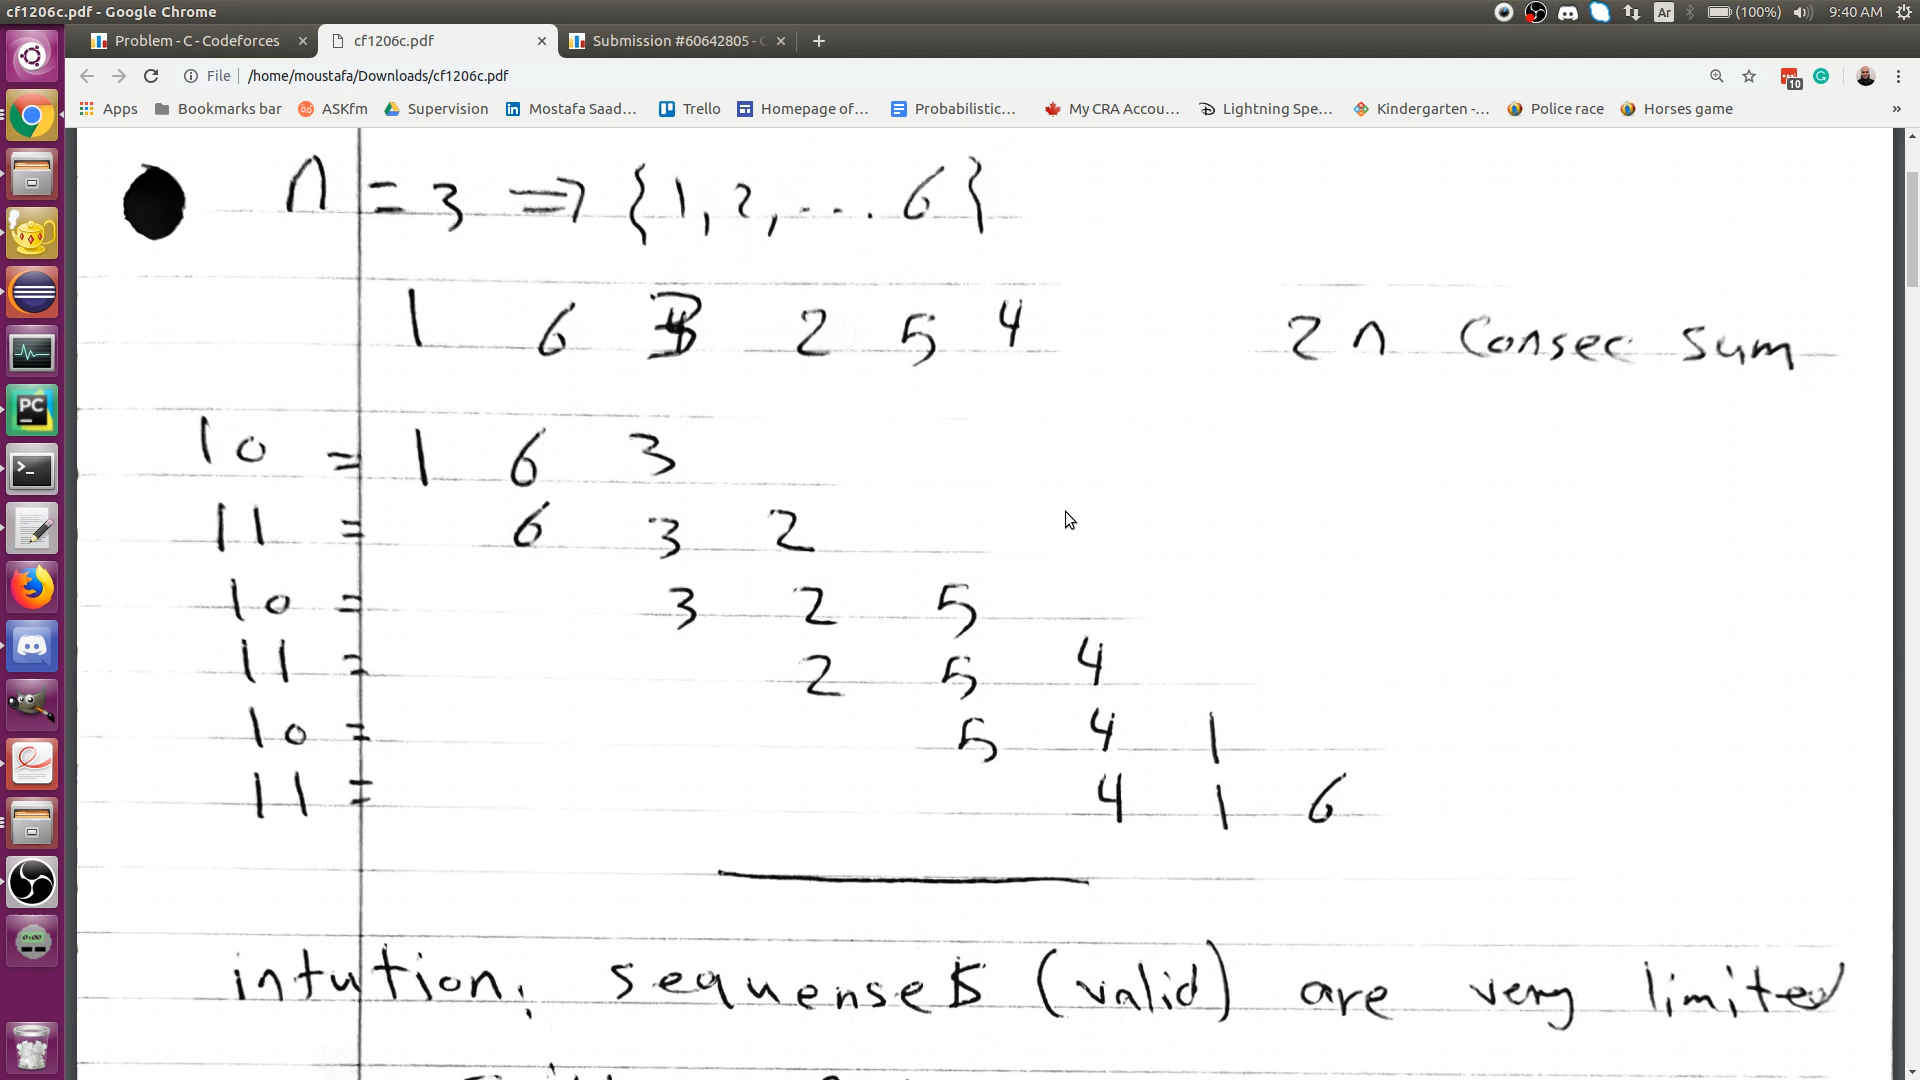 cf1206c.pdf - Google Chrome
Ar (100%) 9:40 AM
Problem - C - Codeforces
cf1206c.pdf
Submission #60642805 - C
File /home/moustafa/Downloads/cf1206c.pdf
10
Apps Bookmarks bar ASKfm Supervision Mostafa Saad... Trello Homepage of... Probabilistic... My CRA Accou... Lightning Spe... Kindergarten -... Police race Horses game »
n = 3 => {1, 2, ... 6}
1 6 3 2 5 4 2n Consec sum
10 = 1 6 3
11 = 6 3 2
10 = 3 2 5
11 = 2 5 4
10 = 5 4 1
11 = 4 1 6
intution. sequenses (valid) are very limited
PC